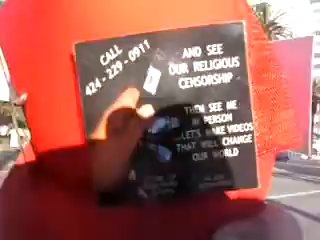 CALL
424-229-0911
AND SEE
OUR RELIGIOUS
CENSORSHIP
THEN SEE ME
IN PERSON
LET'S MAKE VIDEOS
THAT WILL CHANGE
OUR WORLD